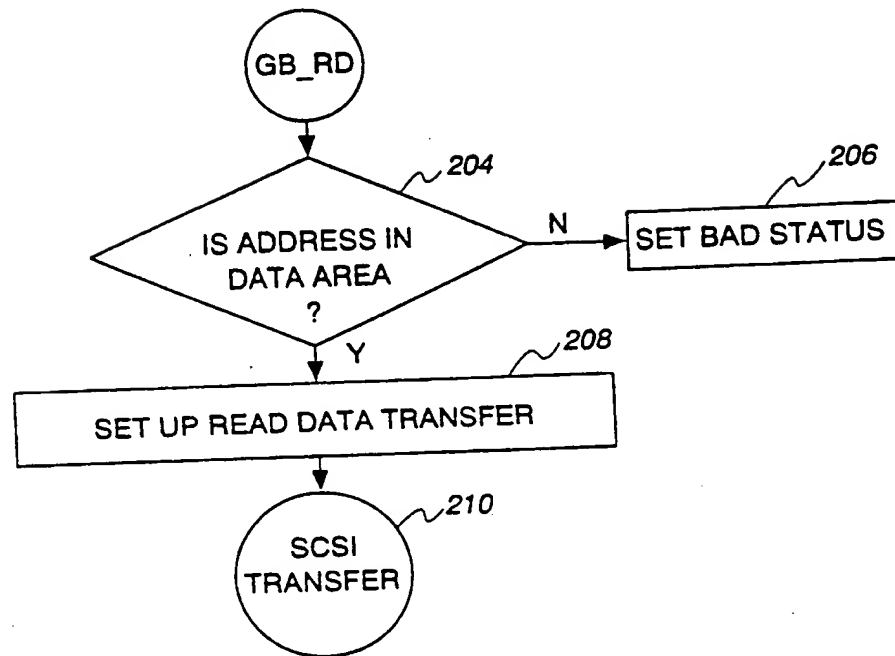 GB_RD
204
206
IS ADDRESS IN
DATA AREA
?
N
SET BAD STATUS
Y
208
SET UP READ DATA TRANSFER
210
SCSI
TRANSFER